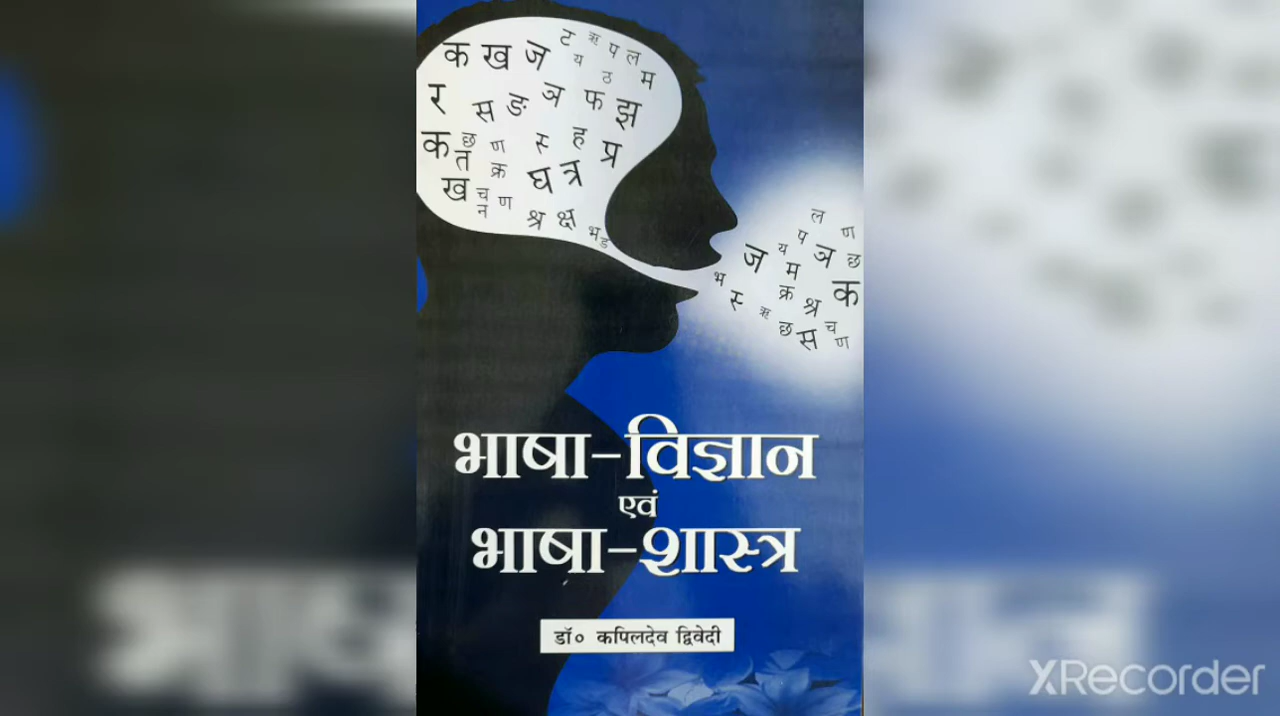 ट ऋ प ल
क ख ज य ठ म
र स ङ ञ फ झ
क छ ण स् ह प्र
त क्र घ त्र
ख च ण
न श्र क्ष भ ड
ल ण
य प ञ छ
ज म
भ स् क्र श्र क
ऋ छ स च ण
भाषा-विज्ञान
एवं
भाषा-शास्त्र
डॉ० कपिलदेव द्विवेदी
XRecorder